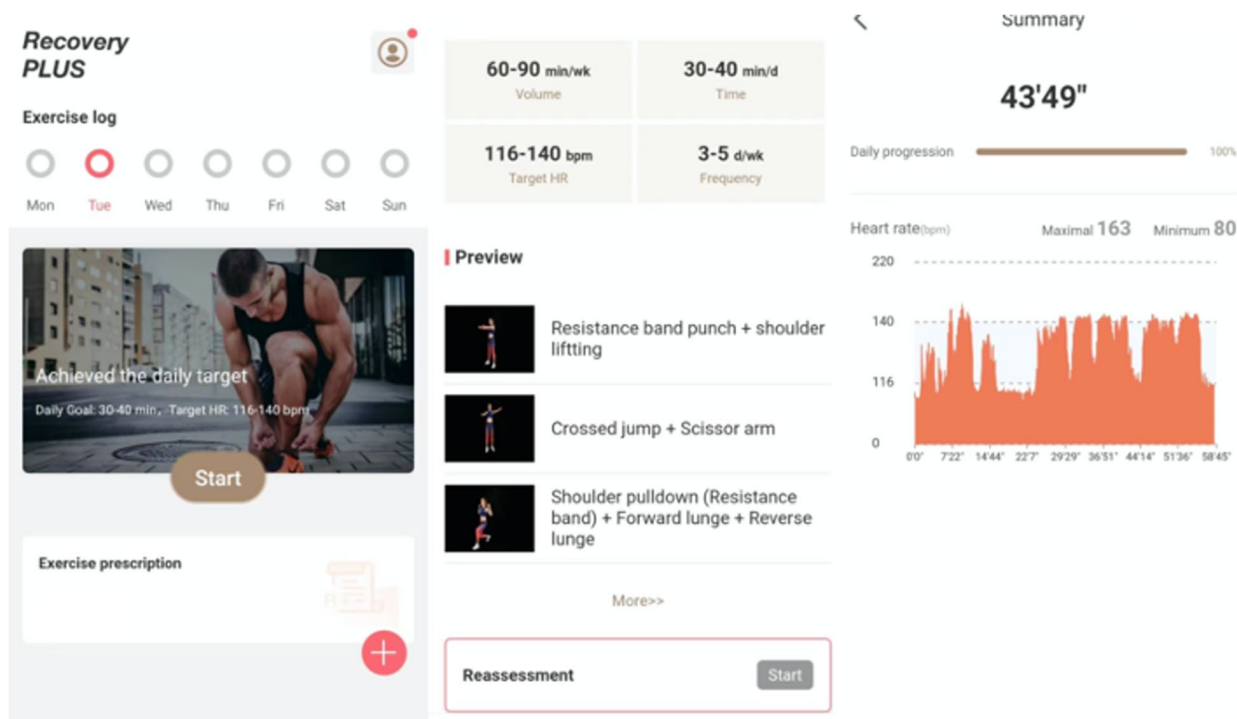 Recovery
PLUS
Exercise log
Mon Tue Wed Thu Fri Sat Sun
Achieved the daily target
Daily Goal: 30-40 min, Target HR: 116-140 bpm
Start
Exercise prescription
60-90 min/wk
Volume
30-40 min/d
Time
116-140 bpm
Target HR
3-5 d/wk
Frequency
Preview
Resistance band punch + shoulder
liftting
Crossed jump + Scissor arm
Shoulder pulldown (Resistance
band) + Forward lunge + Reverse
lunge
More>>
Reassessment
Start
Summary
43'49"
Daily progression 100%
Heart rate(bpm) Maximal 163 Minimum 80
220
140
116
0
0'0" 7'22" 14'44" 22'7" 29'29" 36'51" 44'14" 51'36" 58'45"